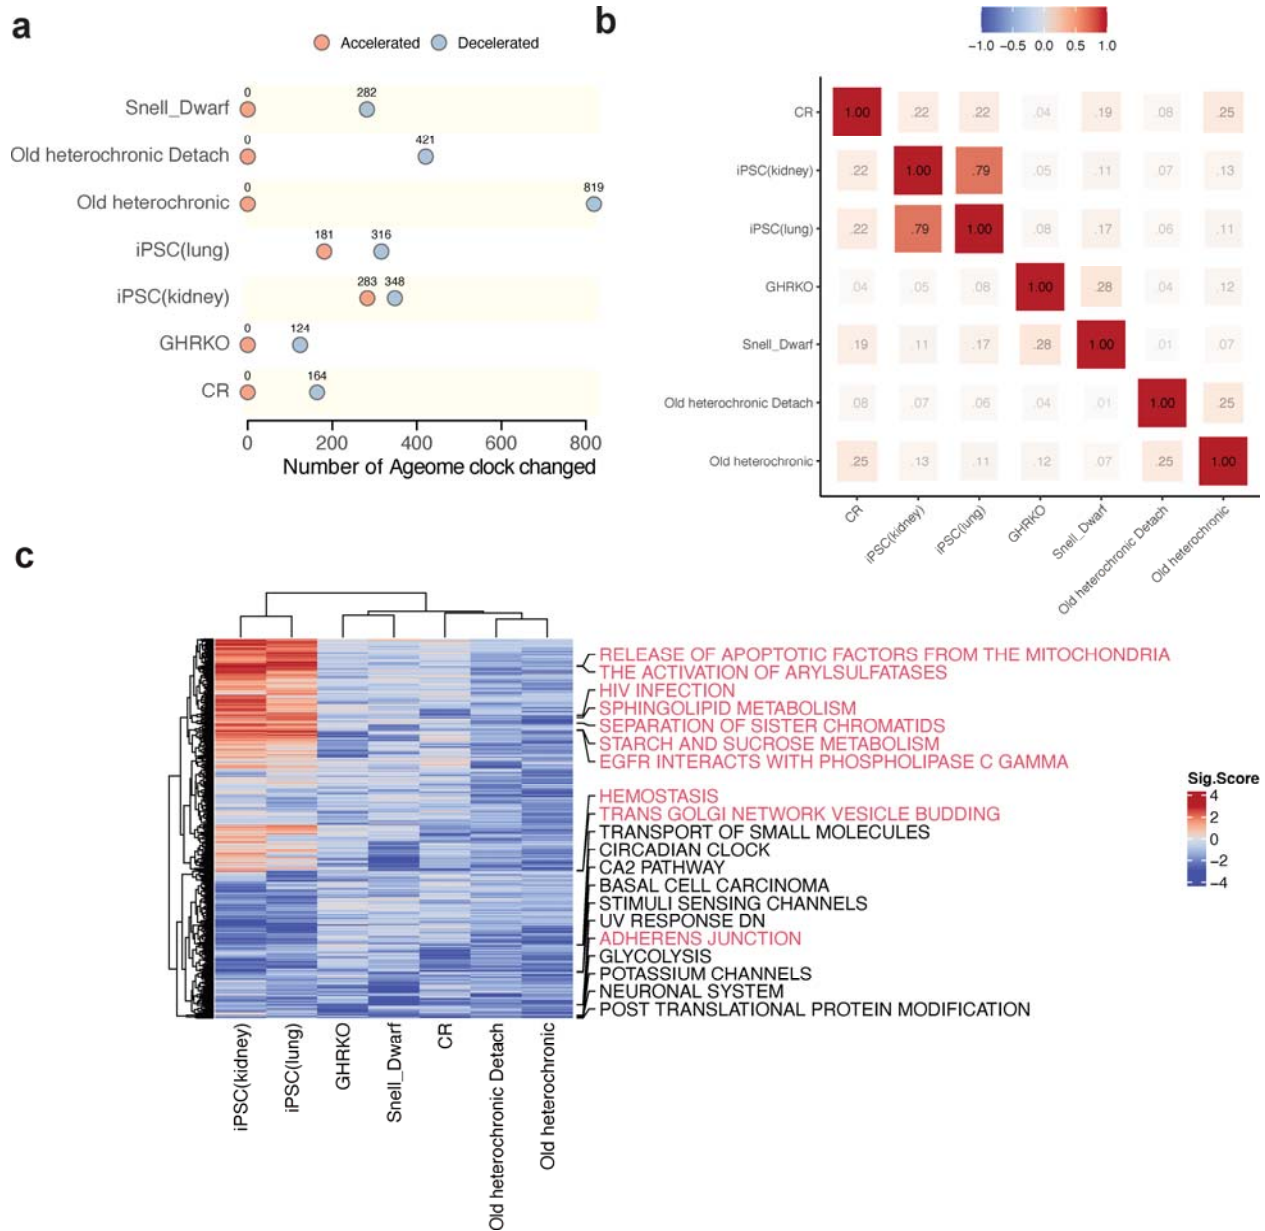 a
Accelerated Decelerated
Snell_Dwarf 0 282
Old heterochronic Detach 0 421
Old heterochronic 0 819
iPSC(lung) 181 316
iPSC(kidney) 283 348
GHRKO 0 124
CR 0 164
0 200 400 600 800
Number of Ageome clock changed
b
−1.0 −0.5 0.0 0.5 1.0
CR 1.00 .22 .22 .04 .19 .08 .25
iPSC(kidney) .22 1.00 .79 .05 .11 .07 .13
iPSC(lung) .22 .79 1.00 .08 .17 .06 .11
GHRKO .04 .05 .08 1.00 .28 .04 .12
Snell_Dwarf .19 .11 .17 .28 1.00 .01 .07
Old heterochronic Detach .08 .07 .06 .04 .01 1.00 .25
Old heterochronic .25 .13 .11 .12 .07 .25 1.00
CR
iPSC(kidney)
iPSC(lung)
GHRKO
Snell_Dwarf
Old heterochronic Detach
Old heterochronic
c
RELEASE OF APOPTOTIC FACTORS FROM THE MITOCHONDRIA
THE ACTIVATION OF ARYLSULFATASES
HIV INFECTION
SPHINGOLIPID METABOLISM
SEPARATION OF SISTER CHROMATIDS
STARCH AND SUCROSE METABOLISM
EGFR INTERACTS WITH PHOSPHOLIPASE C GAMMA
HEMOSTASIS
TRANS GOLGI NETWORK VESICLE BUDDING
TRANSPORT OF SMALL MOLECULES
CIRCADIAN CLOCK
CA2 PATHWAY
BASAL CELL CARCINOMA
STIMULI SENSING CHANNELS
UV RESPONSE DN
ADHERENS JUNCTION
GLYCOLYSIS
POTASSIUM CHANNELS
NEURONAL SYSTEM
POST TRANSLATIONAL PROTEIN MODIFICATION
Sig.Score
4
2
0
−2
−4
iPSC(kidney)
iPSC(lung)
GHRKO
Snell_Dwarf
CR
Old heterochronic Detach
Old heterochronic